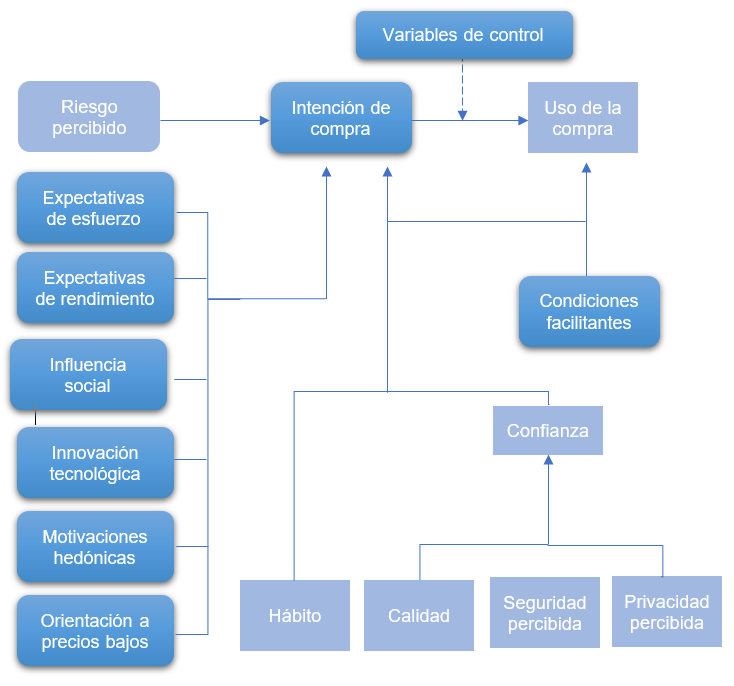 Variables de control
Riesgo
percibido
Intención de
compra
Uso de la
compra
Expectativas
de esfuerzo
Expectativas
de rendimiento
Condiciones
facilitantes
Influencia
social
Confianza
Innovación
tecnológica
Motivaciones
hedónicas
Hábito
Calidad
Seguridad
percibida
Privacidad
percibida
Orientación a
precios bajos